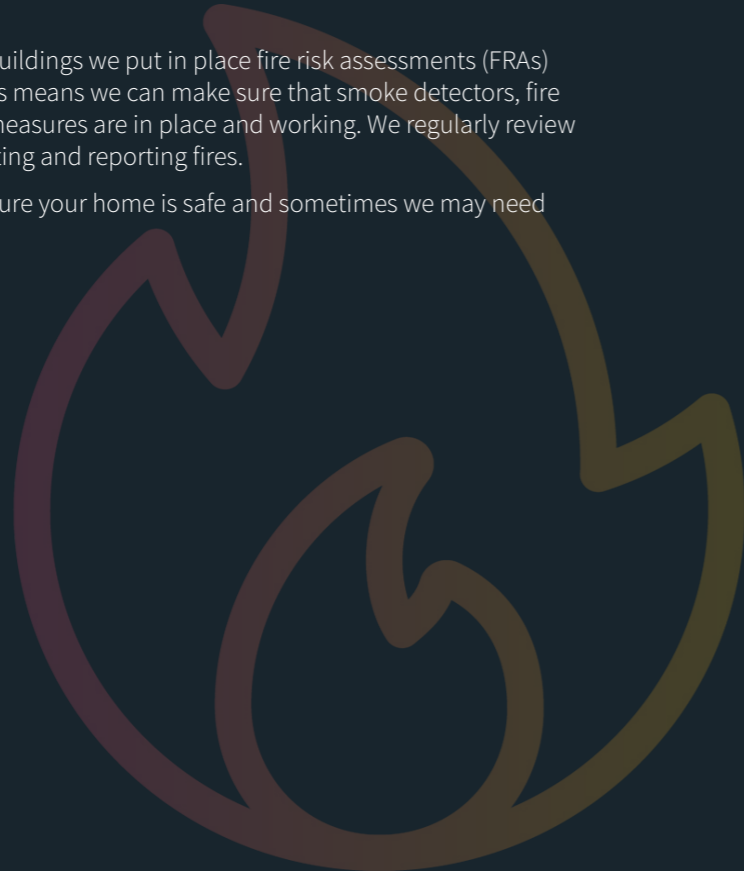 uildings we put in place fire risk assessments (FRAs)
s means we can make sure that smoke detectors, fire
neasures are in place and working. We regularly review
ting and reporting fires.
ure your home is safe and sometimes we may need